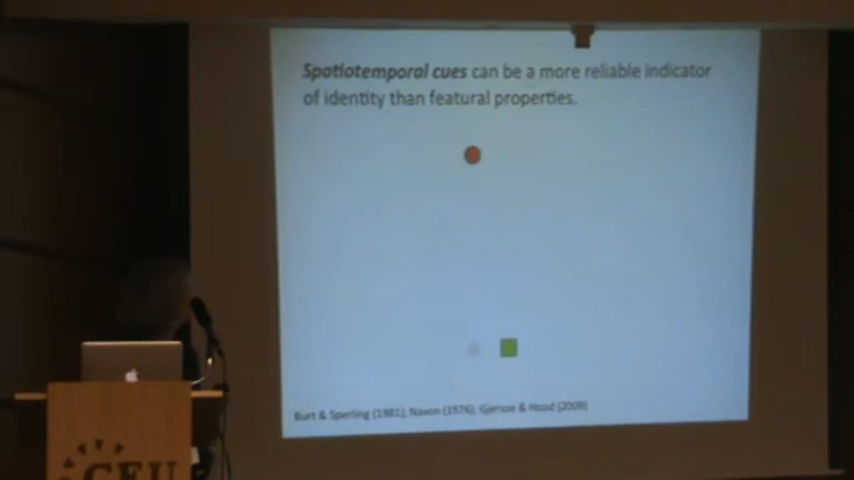 Spatiotemporal cues can be a more reliable indicator
of identity than featural properties.
Burt & Sperling (1981); Navon (1976); Gjersoe & Hood (2009)
CEU